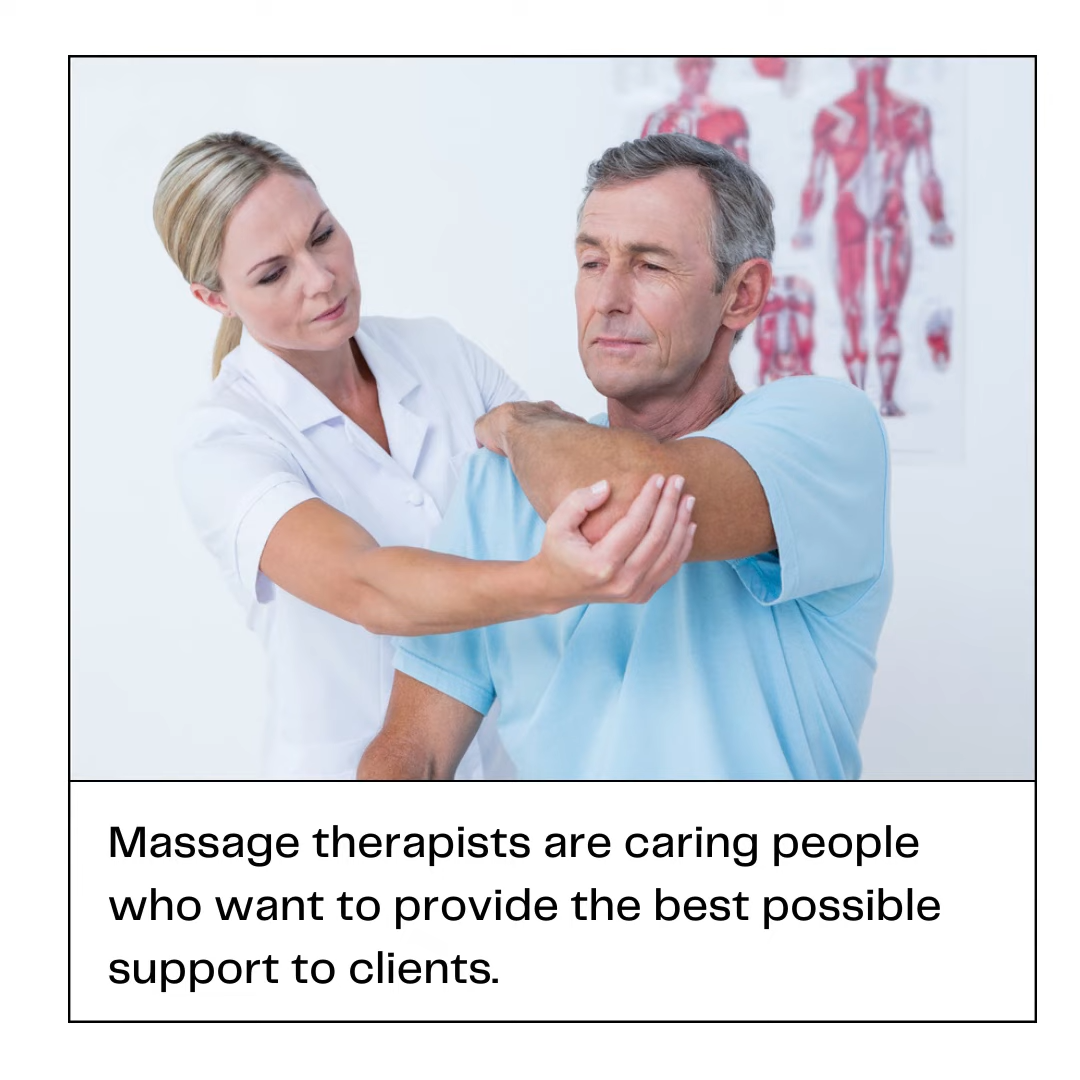 Massage therapists are caring people
who want to provide the best possible
support to clients.